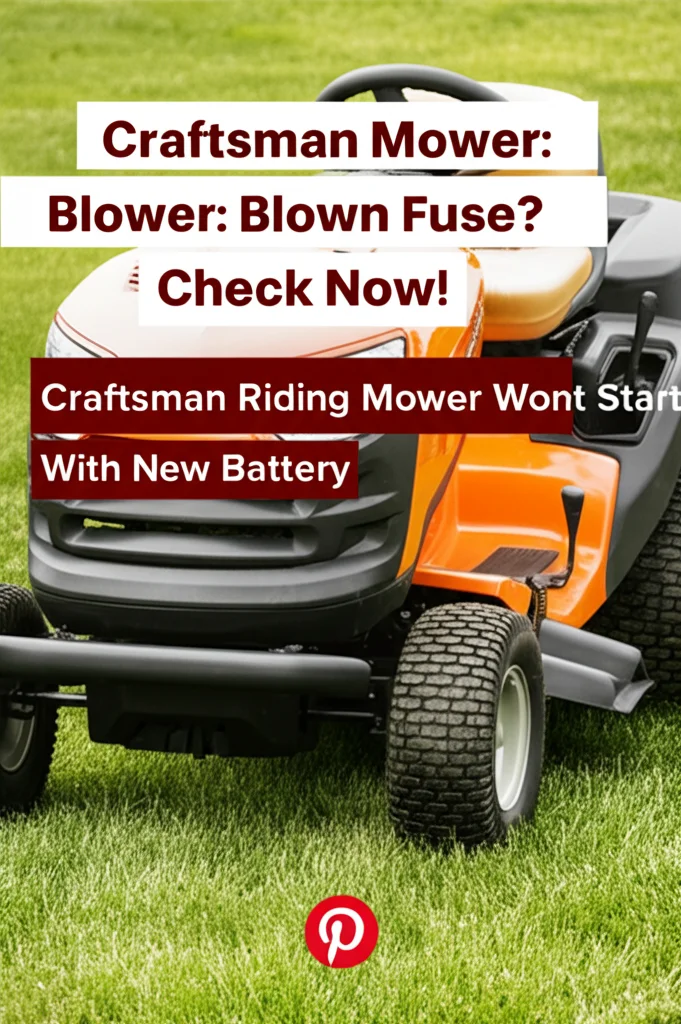 Craftsman Mower:
Blower: Blown Fuse?
Check Now!
Craftsman Riding Mower Wont Start
With New Battery